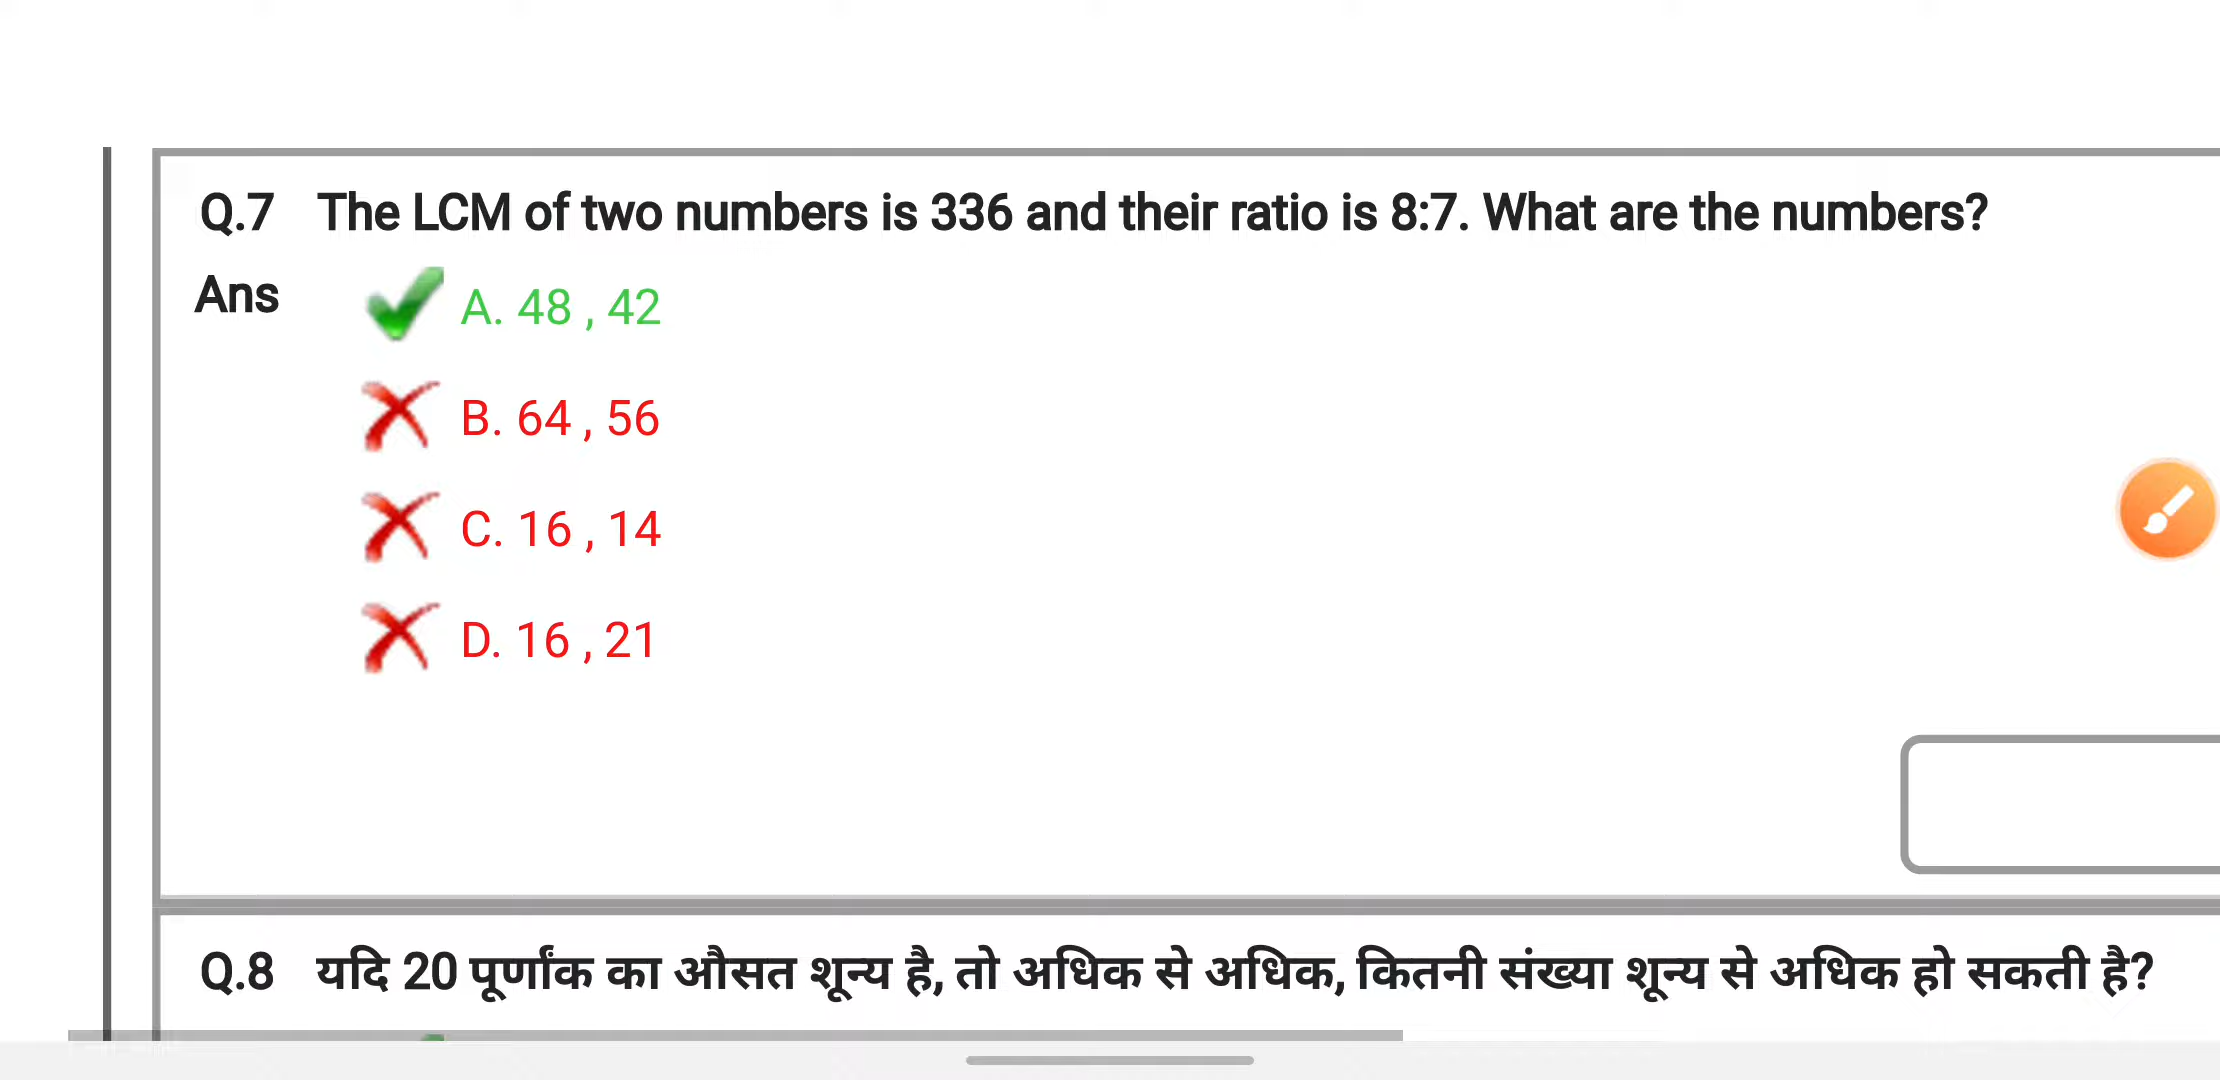 Q.7 The LCM of two numbers is 336 and their ratio is 8:7. What are the numbers?
Ans A. 48 , 42
B. 64 , 56
C. 16 , 14
D. 16 , 21
Q.8 यदि 20 पूर्णांक का औसत शून्य है, तो अधिक से अधिक, कितनी संख्या शून्य से अधिक हो सकती है?